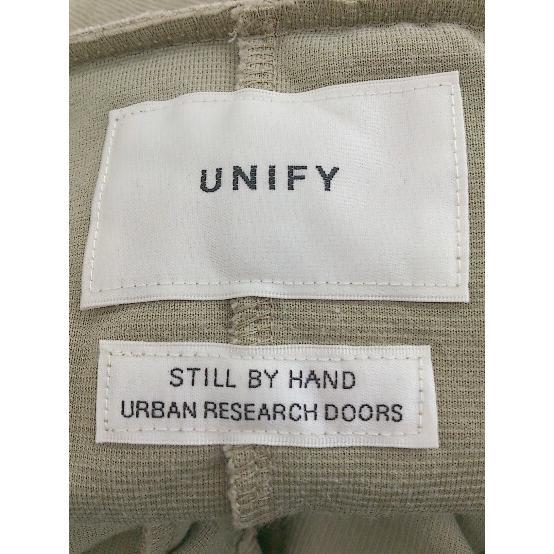 UNIFY
STILL BY HAND
URBAN RESEARCH DOORS